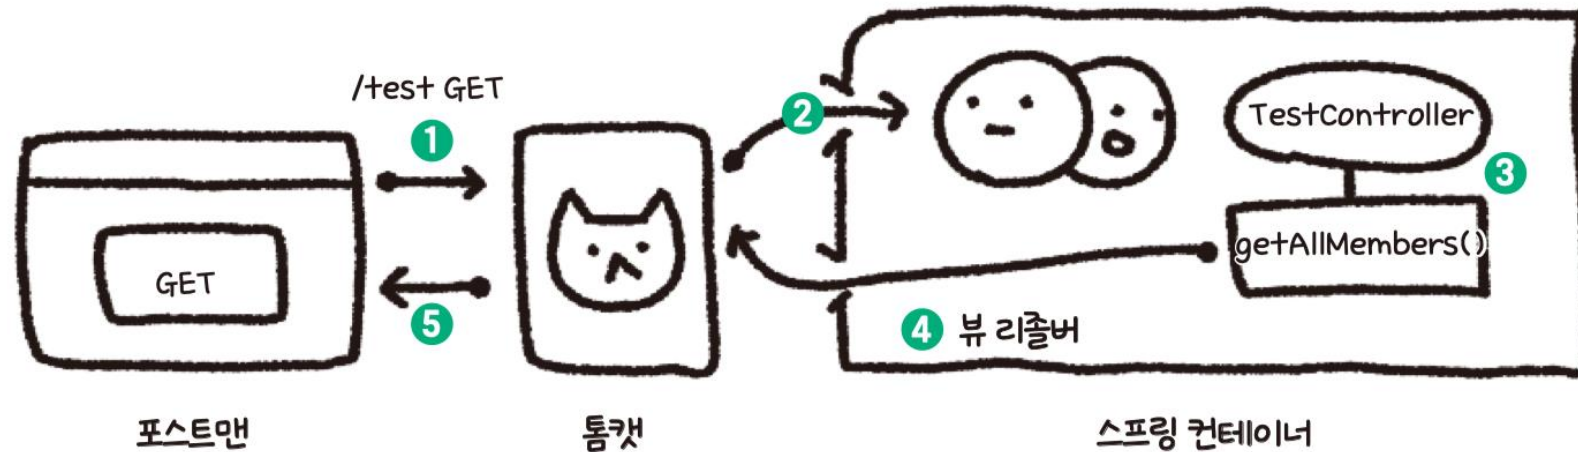 /test GET
1
2
TestController
3
getAllMembers()
GET
5
4 뷰 리졸버
포스트맨
톰캣
스프링 컨테이너